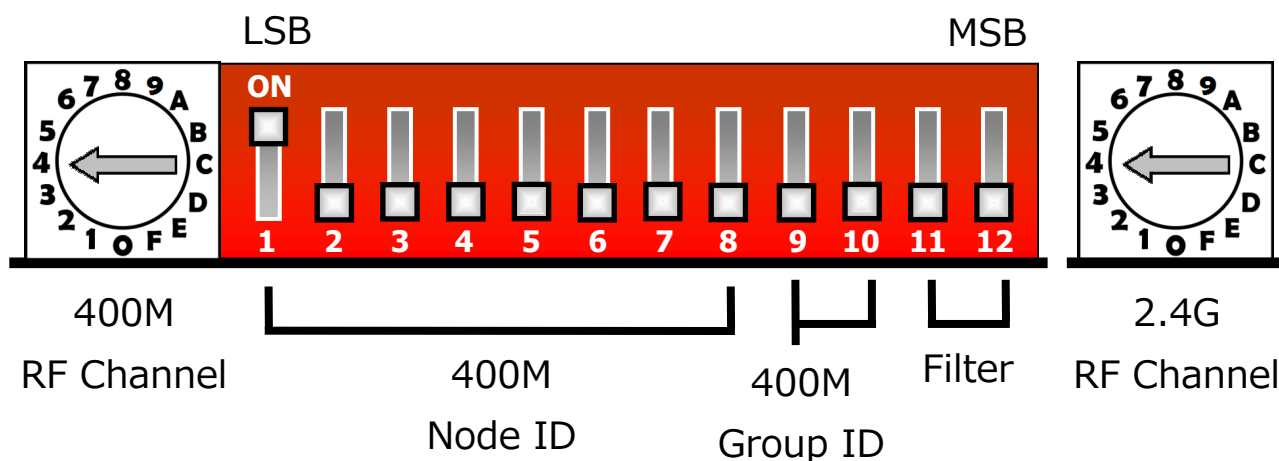 LSB MSB
ON
8
7 9
6 A
5 B
4 C
3 D
2 E
1 F
0
1 2 3 4 5 6 7 8 9 10 11 12
8
7 9
6 A
5 B
4 C
3 D
2 E
1 F
0
400M
RF Channel
400M
Node ID
400M
Group ID
Filter
2.4G
RF Channel